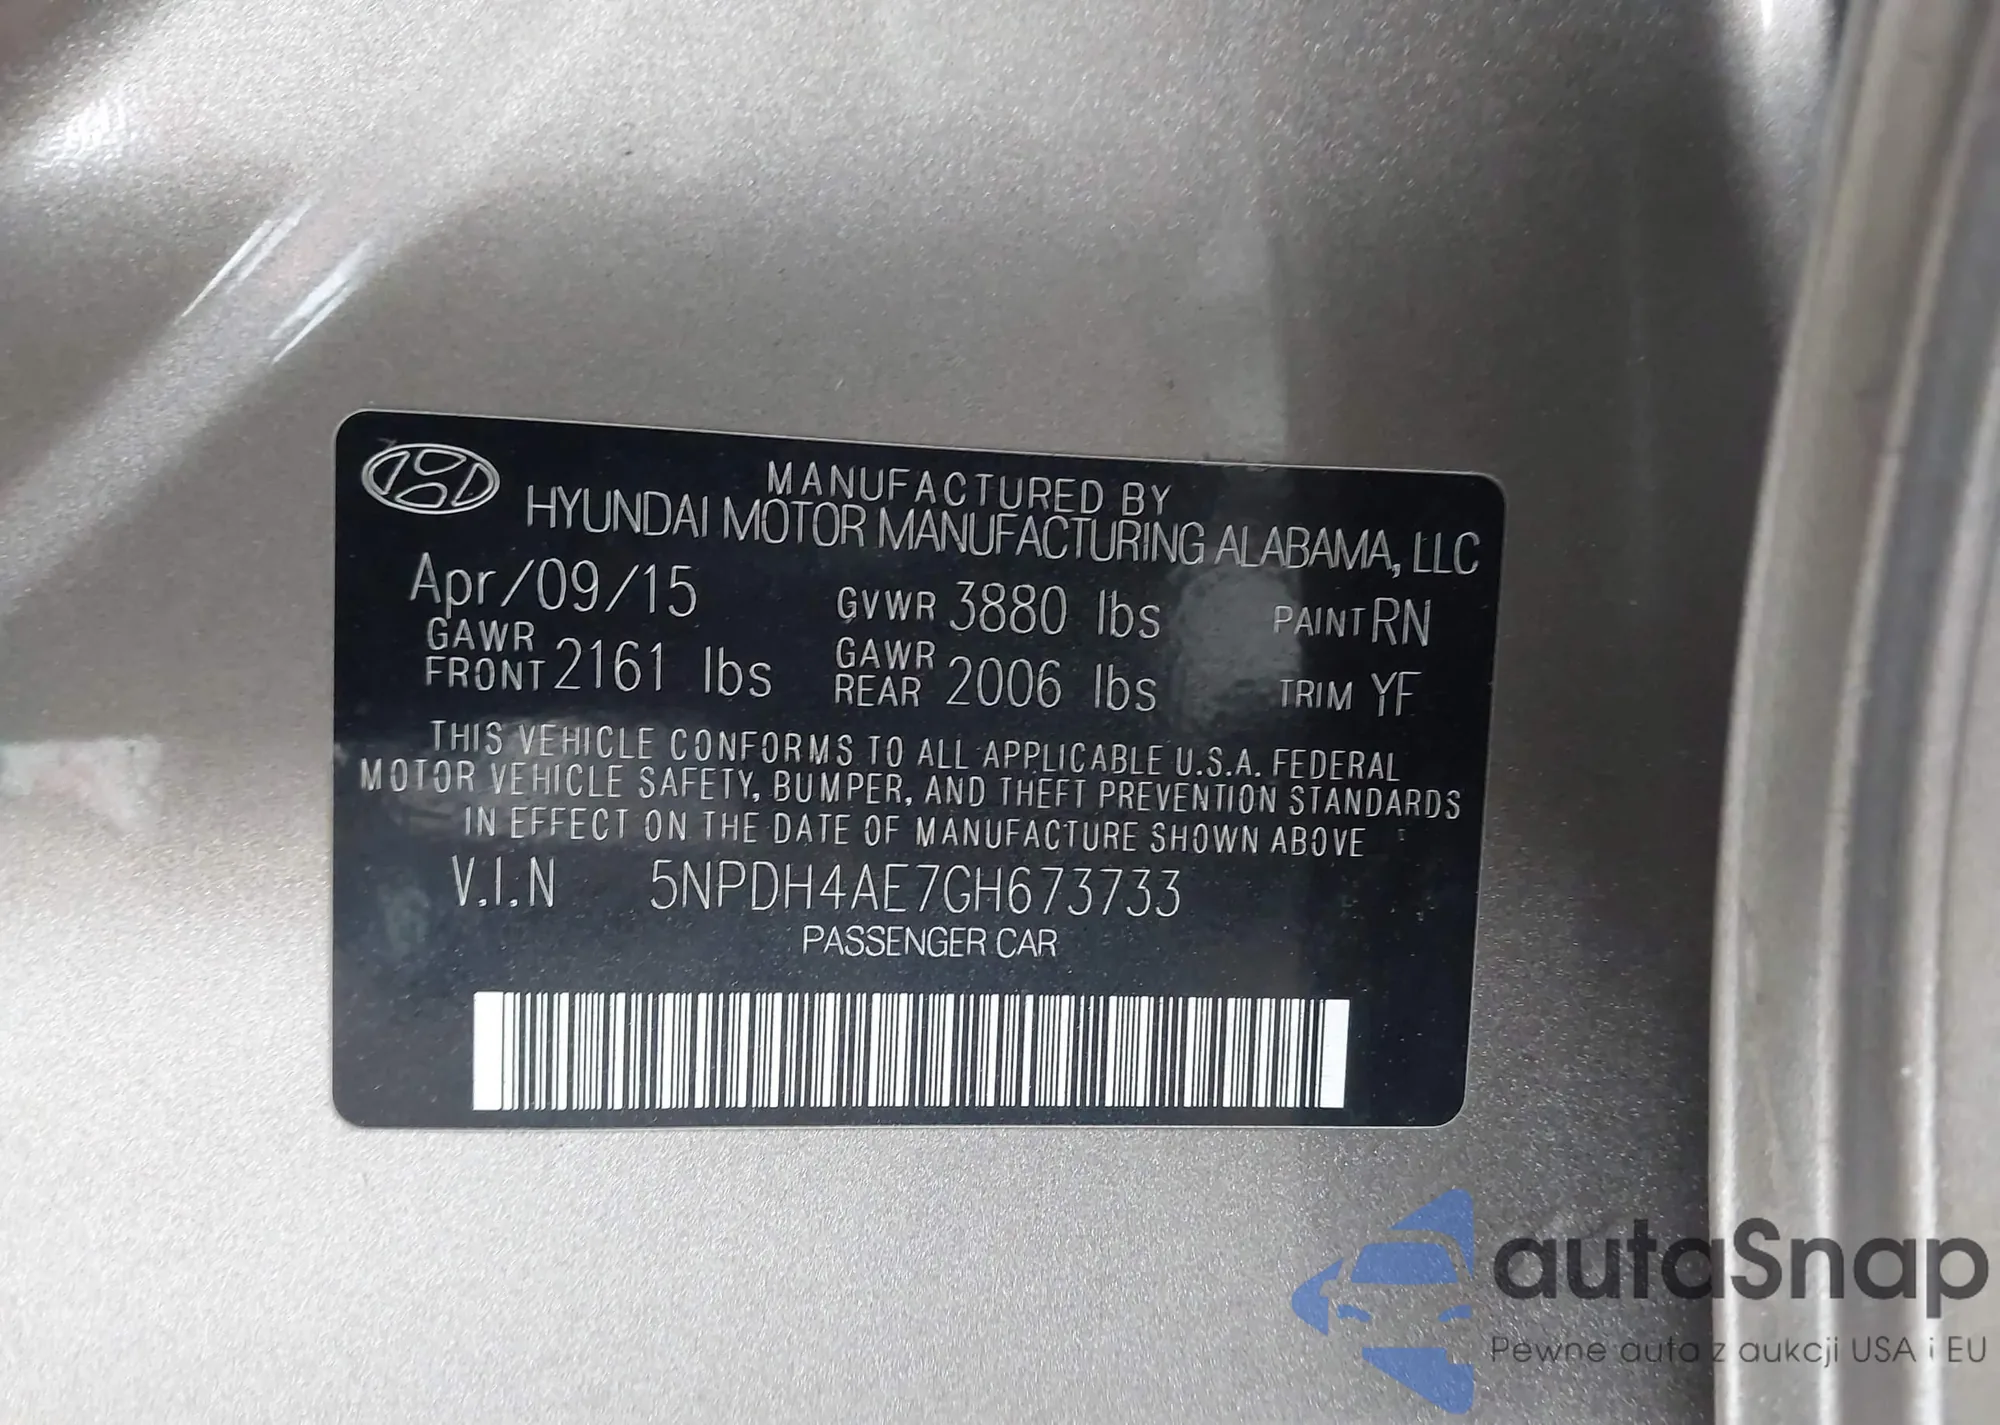 MANUFACTURED BY
HYUNDAI MOTOR MANUFACTURING ALABAMA, LLC
Apr/09/15 GVWR 3880 lbs PAINT RN
GAWR FRONT 2161 lbs GAWR REAR 2006 lbs TRIM YF
THIS VEHICLE CONFORMS TO ALL APPLICABLE U.S.A. FEDERAL
MOTOR VEHICLE SAFETY, BUMPER, AND THEFT PREVENTION STANDARDS
IN EFFECT ON THE DATE OF MANUFACTURE SHOWN ABOVE
V.I.N 5NPDH4AE7GH673733
PASSENGER CAR
autaSnap
Pewne auta z aukcji USA i EU